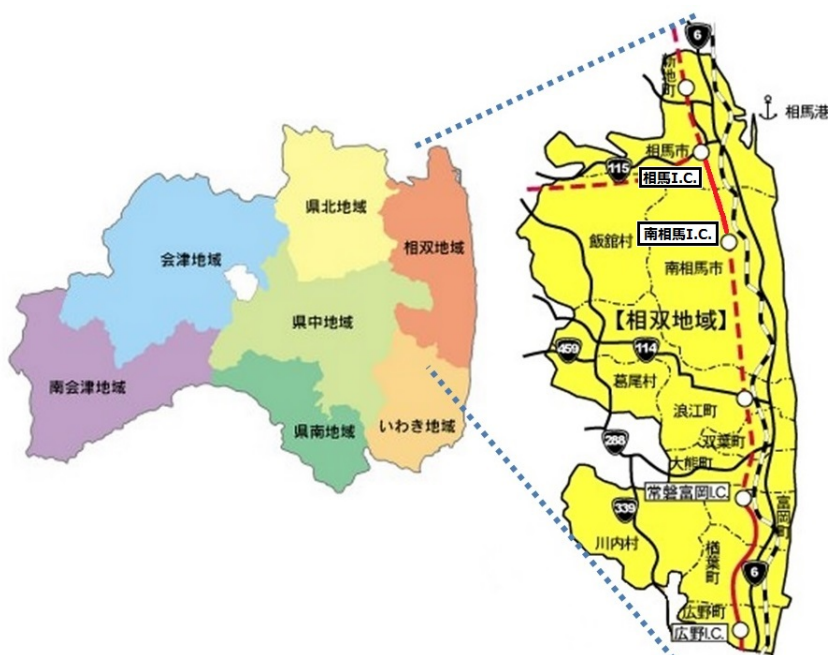 県北地域
相双地域
会津地域
県中地域
南会津地域
県南地域
いわき地域
6
新地町
相馬港
相馬市
115
相馬I.C.
飯舘村
南相馬I.C.
南相馬市
【相双地域】
459
114
葛尾村
浪江町
双葉町
288
大熊町
常磐富岡I.C.
富岡町
339
川内村
楢葉町
6
広野町
広野I.C.